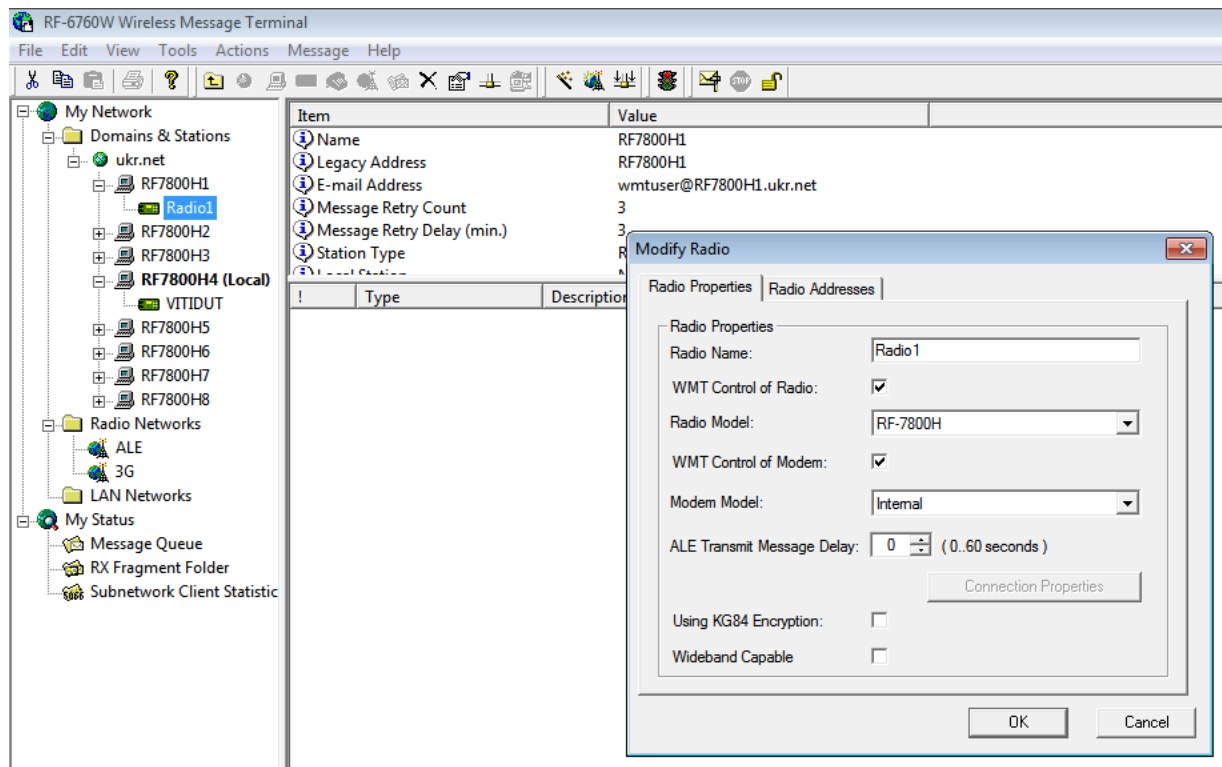 RF-6760W Wireless Message Terminal
File Edit View Tools Actions Message Help
My Network
Domains & Stations
ukr.net
RF7800H1
Radio1
RF7800H2
RF7800H3
RF7800H4 (Local)
VITIDUT
RF7800H5
RF7800H6
RF7800H7
RF7800H8
Radio Networks
ALE
3G
LAN Networks
My Status
Message Queue
RX Fragment Folder
Subnetwork Client Statistic
Item Value
Name RF7800H1
Legacy Address RF7800H1
E-mail Address wmtuser@RF7800H1.ukr.net
Message Retry Count 3
Message Retry Delay (min.) 3
Station Type R
Local Station N
! Type Description
Modify Radio
Radio Properties Radio Addresses
Radio Properties
Radio Name: Radio1
WMT Control of Radio:
Radio Model: RF-7800H
WMT Control of Modem:
Modem Model: Internal
ALE Transmit Message Delay: 0 (0..60 seconds)
Connection Properties
Using KG84 Encryption:
Wideband Capable
OK Cancel